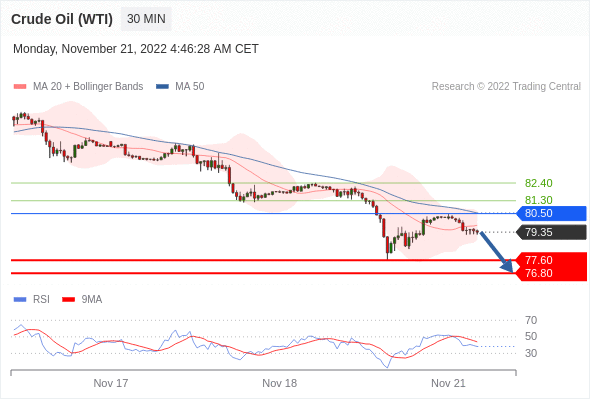 Crude Oil (WTI) 30 MIN
Monday, November 21, 2022 4:46:28 AM CET
MA 20 + Bollinger Bands MA 50 Research © 2022 Trading Central
82.40
81.30
80.50
79.35
77.60
76.80
RSI 9MA
70
50
30
Nov 17 Nov 18 Nov 21